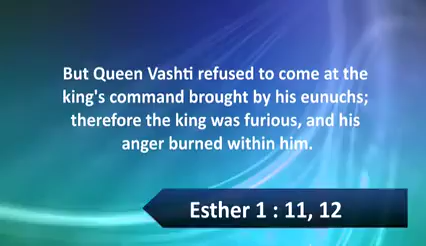 But Queen Vashti refused to come at the
king's command brought by his eunuchs;
therefore the king was furious, and his
anger burned within him.
Esther 1 : 11, 12